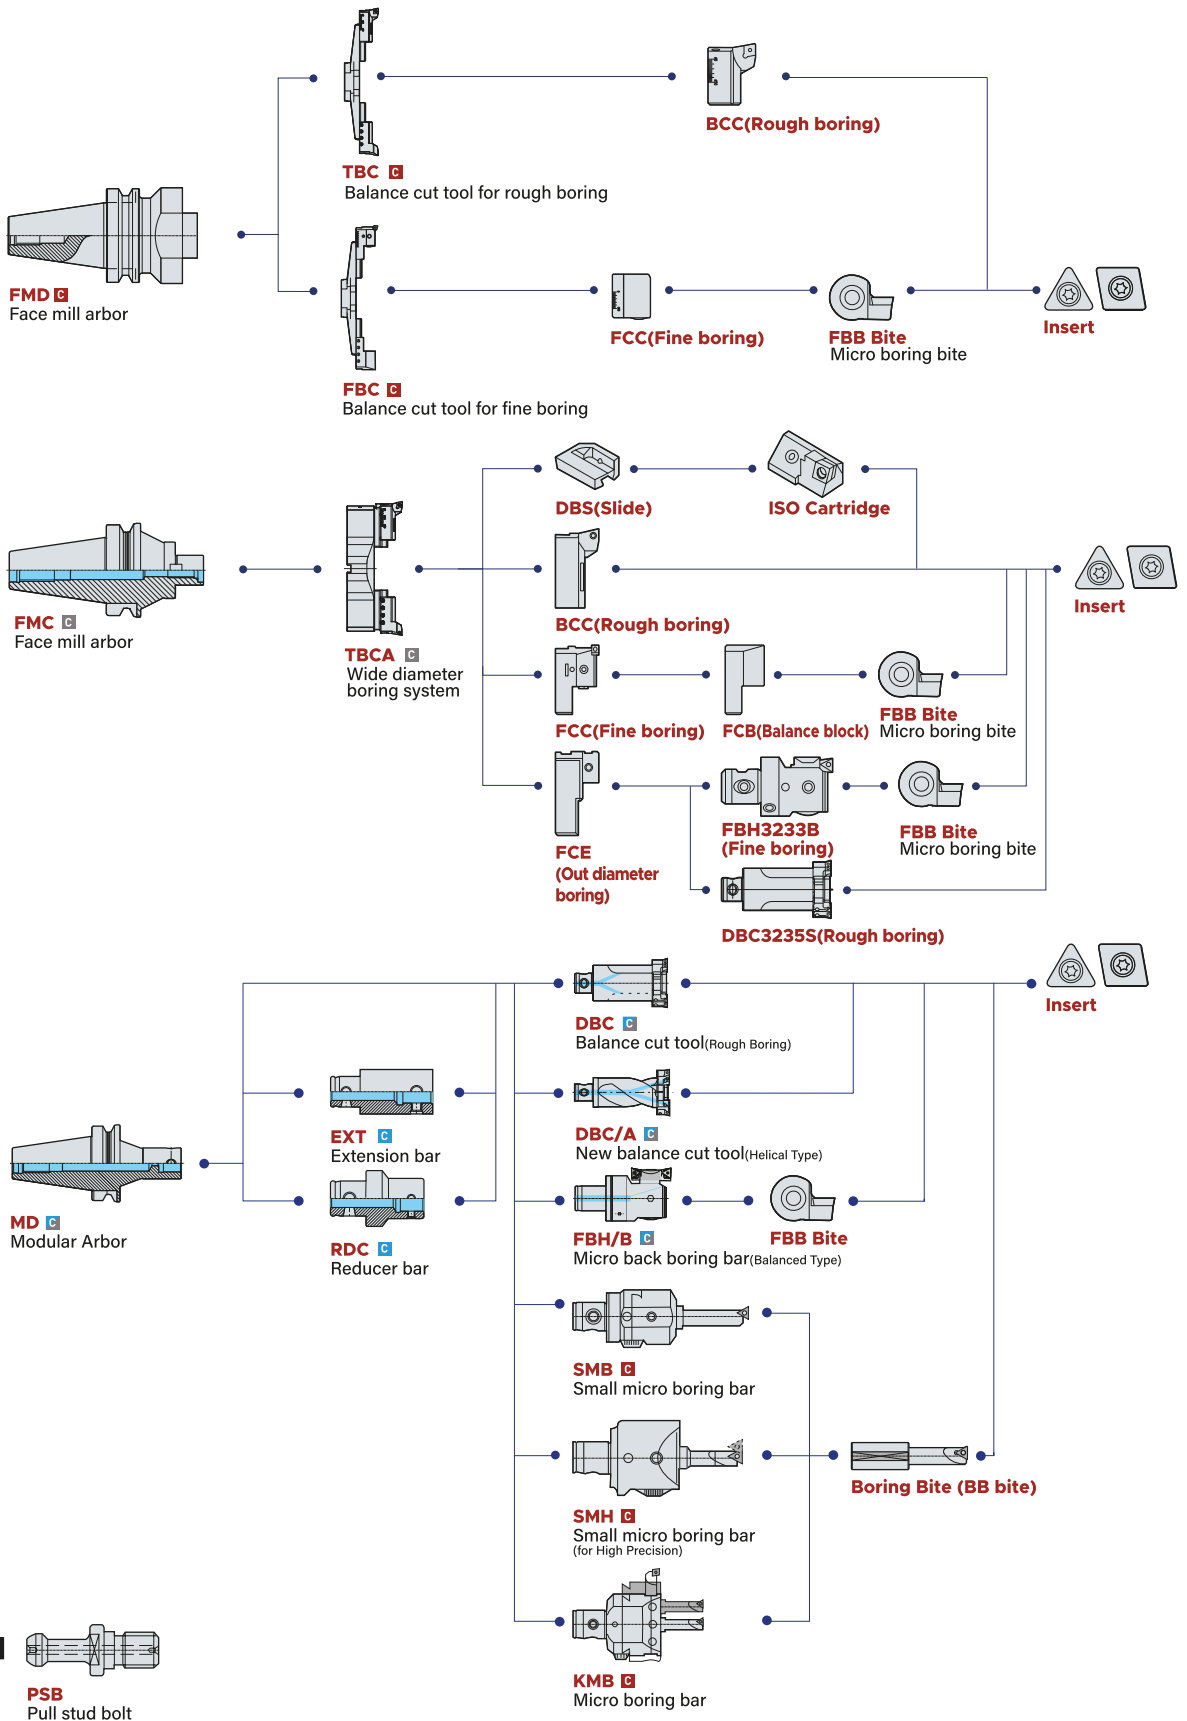 BCC(Rough boring)
TBC C
Balance cut tool for rough boring
FMD C
Face mill arbor
FCC(Fine boring)
FBB Bite
Micro boring bite
Insert
FBC C
Balance cut tool for fine boring
DBS(Slide)
ISO Cartridge
FMC C
Face mill arbor
TBCA C
Wide diameter
boring system
BCC(Rough boring)
Insert
FCC(Fine boring)
FCB(Balance block)
FBB Bite
Micro boring bite
FCE
(Out diameter
boring)
FBH3233B
(Fine boring)
FBB Bite
Micro boring bite
DBC3235S(Rough boring)
Insert
DBC C
Balance cut tool(Rough Boring)
EXT C
Extension bar
DBC/A C
New balance cut tool(Helical Type)
MD C
Modular Arbor
RDC C
Reducer bar
FBH/B C
Micro back boring bar(Balanced Type)
FBB Bite
SMB C
Small micro boring bar
SMH C
Small micro boring bar
(for High Precision)
Boring Bite (BB bite)
KMB C
Micro boring bar
PSB
Pull stud bolt